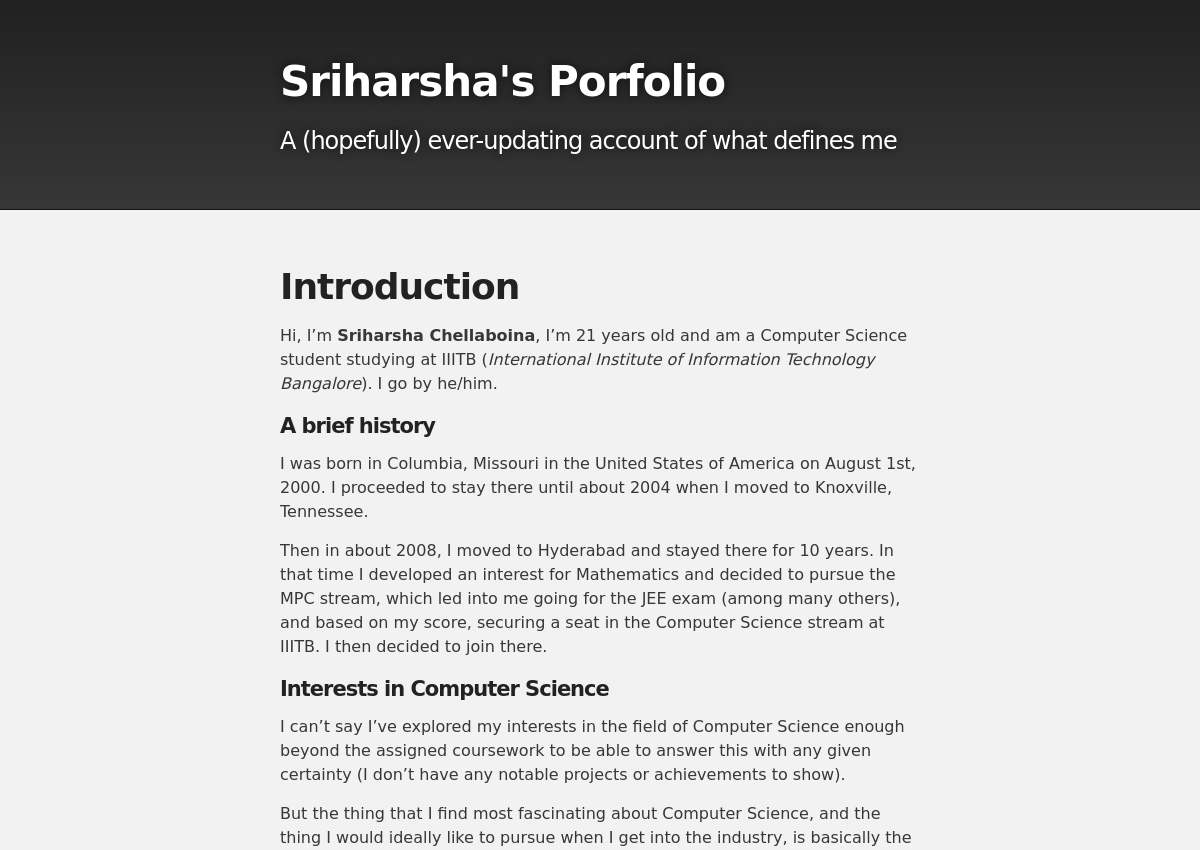 Sriharsha's Porfolio
A (hopefully) ever-updating account of what defines me
Introduction
Hi, I’m Sriharsha Chellaboina, I’m 21 years old and am a Computer Science
student studying at IIITB (International Institute of Information Technology
Bangalore). I go by he/him.
A brief history
I was born in Columbia, Missouri in the United States of America on August 1st,
2000. I proceeded to stay there until about 2004 when I moved to Knoxville,
Tennessee.
Then in about 2008, I moved to Hyderabad and stayed there for 10 years. In
that time I developed an interest for Mathematics and decided to pursue the
MPC stream, which led into me going for the JEE exam (among many others),
and based on my score, securing a seat in the Computer Science stream at
IIITB. I then decided to join there.
Interests in Computer Science
I can’t say I’ve explored my interests in the field of Computer Science enough
beyond the assigned coursework to be able to answer this with any given
certainty (I don’t have any notable projects or achievements to show).
But the thing that I find most fascinating about Computer Science, and the
thing I would ideally like to pursue when I get into the industry, is basically the